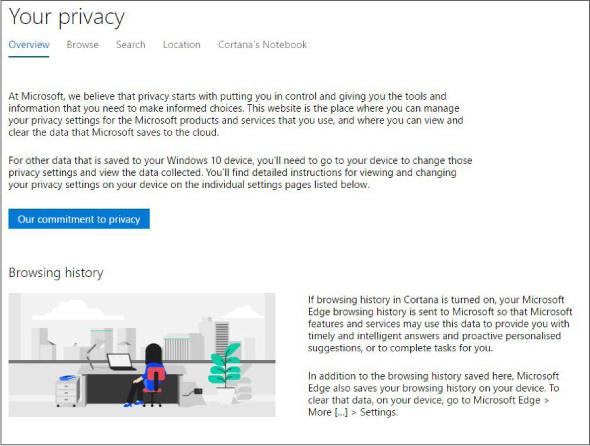 Your privacy
Overview Browse Search Location Cortana's Notebook
At Microsoft, we believe that privacy starts with putting you in control and giving you the tools and
information that you need to make informed choices. This website is the place where you can manage
your privacy settings for the Microsoft products and services that you use, and where you can view and
clear the data that Microsoft saves to the cloud.
For other data that is saved to your Windows 10 device, you'll need to go to your device to change those
privacy settings and view the data collected. You'll find detailed instructions for viewing and changing
your privacy settings on your device on the individual settings pages listed below.
Our commitment to privacy
Browsing history
If browsing history in Cortana is turned on, your Microsoft
Edge browsing history is sent to Microsoft so that Microsoft
features and services may use this data to provide you with
timely and intelligent answers and proactive personalised
suggestions, or to complete tasks for you.
In addition to the browsing history saved here, Microsoft
Edge also saves your browsing history on your device. To
clear that data, on your device, go to Microsoft Edge >
More [...] > Settings.